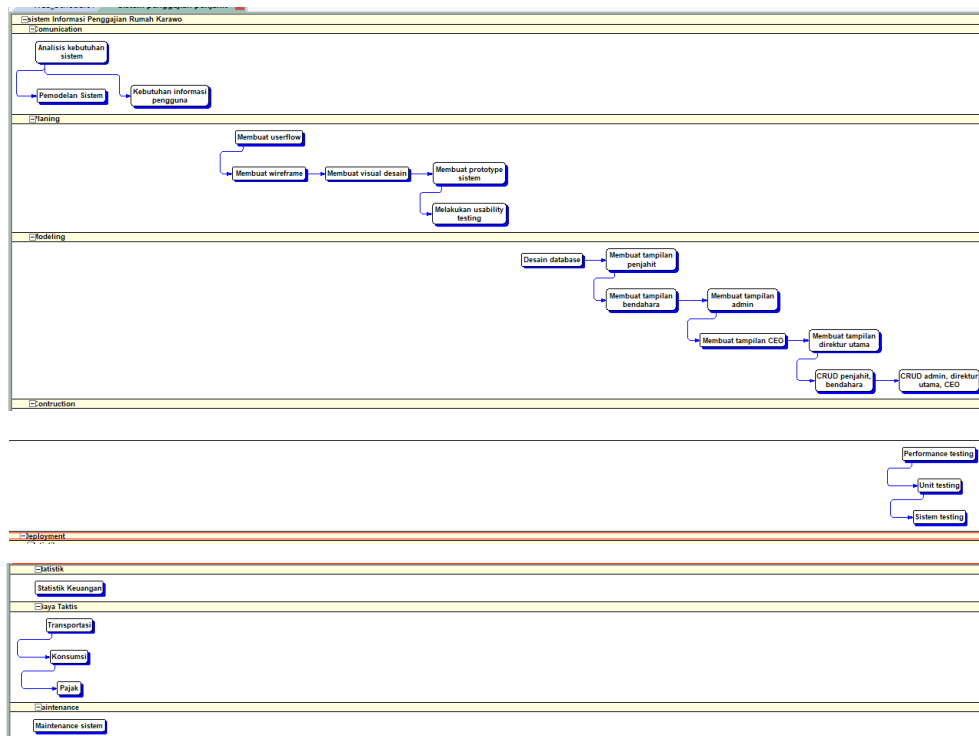 sistem Informasi Penggajian Rumah Karawo
omunication
Analisis kebutuhan
sistem
Pemodelan Sistem
Kebutuhan informasi
pengguna
laning
Membuat userflow
Membuat wireframe
Membuat visual desain
Membuat prototype
sistem
Melakukan usability
testing
lodeling
Desain database
Membuat tampilan
penjahit
Membuat tampilan
bendahara
Membuat tampilan
admin
Membuat tampilan CEO
Membuat tampilan
direktur utama
CRUD penjahit,
bendahara
CRUD admin, direktur
utama, CEO
ontruction
Performance testing
Unit testing
Sistem testing
eployment
tatistik
Statistik Keuangan
iaya Taktis
Transportasi
Konsumsi
Pajak
aintenance
Maintenance sistem